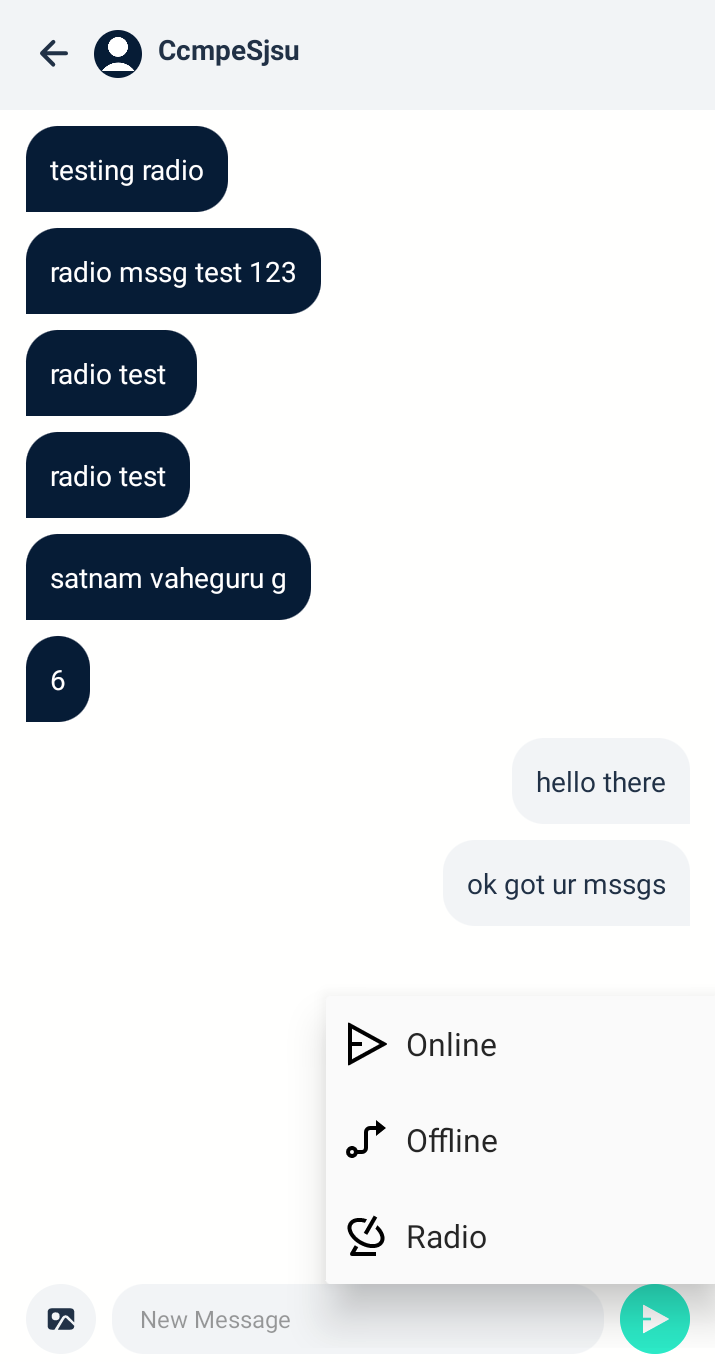 CcmpeSjsu
testing radio
radio mssg test 123
radio test
radio test
satnam vaheguru g
6
hello there
ok got ur mssgs
Online
Offline
Radio
New Message